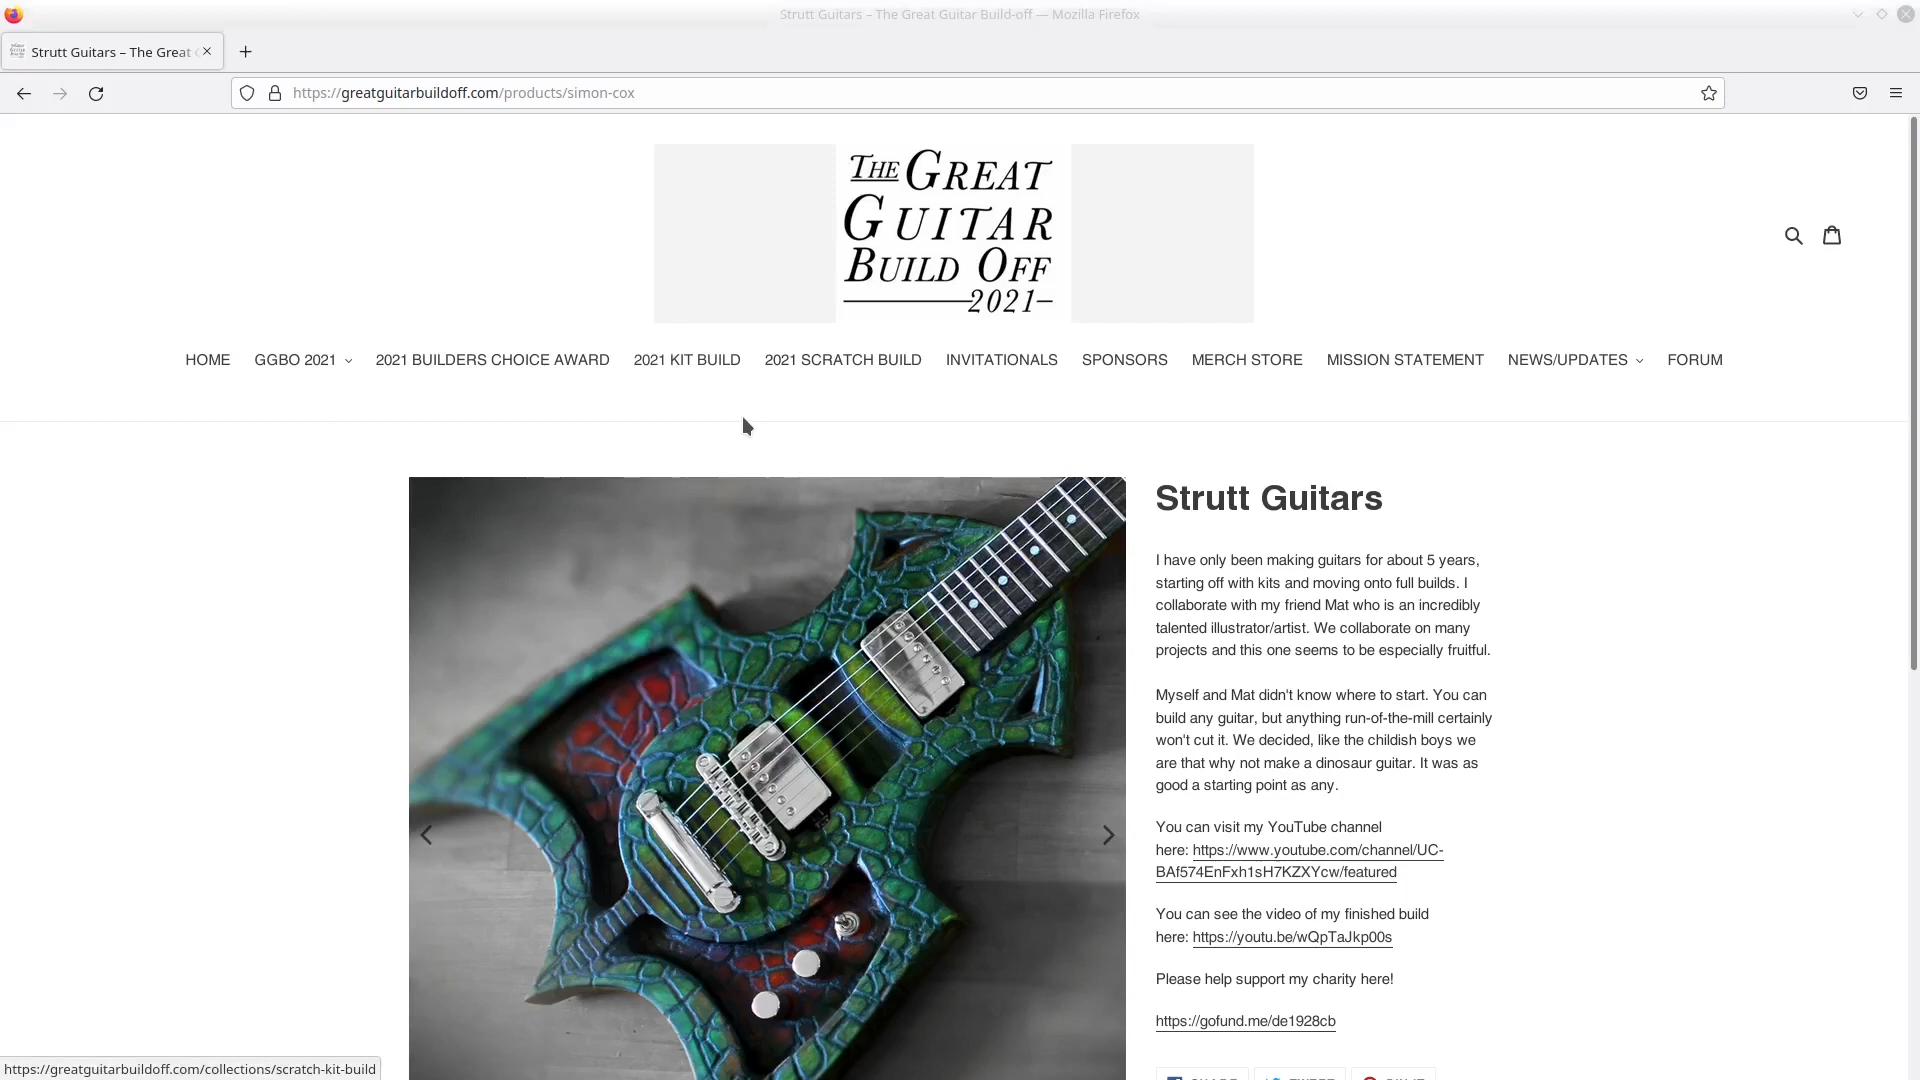 Strutt Guitars – The Great Guitar Build-off — Mozilla Firefox
Strutt Guitars – The Great
https://greatguitarbuildoff.com/products/simon-cox
THE GREAT
GUITAR
BUILD OFF
2021
HOME GGBO 2021 2021 BUILDERS CHOICE AWARD 2021 KIT BUILD 2021 SCRATCH BUILD INVITATIONALS SPONSORS MERCH STORE MISSION STATEMENT NEWS/UPDATES FORUM
Strutt Guitars
I have only been making guitars for about 5 years,
starting off with kits and moving onto full builds. I
collaborate with my friend Mat who is an incredibly
talented illustrator/artist. We collaborate on many
projects and this one seems to be especially fruitful.
Myself and Mat didn't know where to start. You can
build any guitar, but anything run-of-the-mill certainly
won't cut it. We decided, like the childish boys we
are that why not make a dinosaur guitar. It was as
good a starting point as any.
You can visit my YouTube channel
here: https://www.youtube.com/channel/UC-
BAf574EnFxh1sH7KZXYcw/featured
You can see the video of my finished build
here: https://youtu.be/wQpTaJkp00s
Please help support my charity here!
https://gofund.me/de1928cb
SHARE TWEET PIN IT
https://greatguitarbuildoff.com/collections/scratch-kit-build